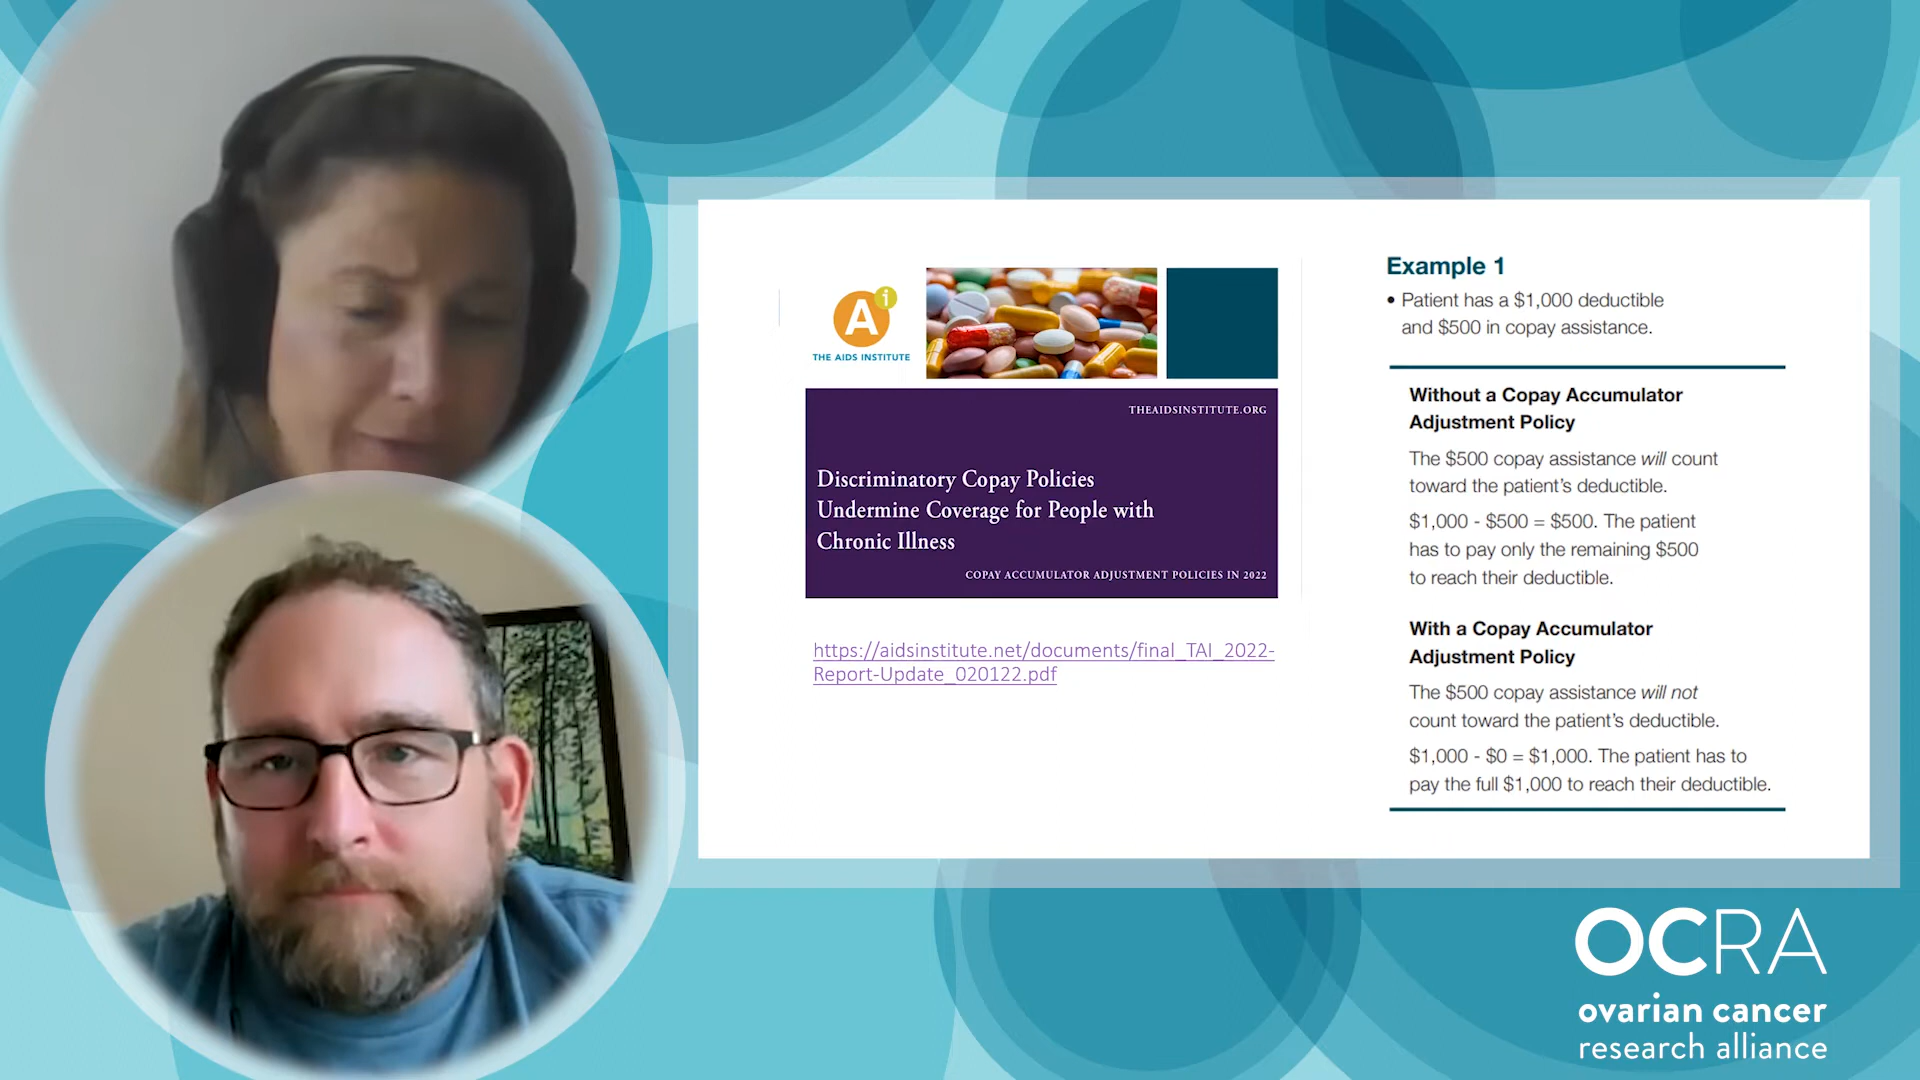 A i
THE AIDS INSTITUTE
THEAIDSINSTITUTE.ORG
Discriminatory Copay Policies
Undermine Coverage for People with
Chronic Illness
COPAY ACCUMULATOR ADJUSTMENT POLICIES IN 2022
https://aidsinstitute.net/documents/final_TAI_2022-
Report-Update_020122.pdf
Example 1
• Patient has a $1,000 deductible
and $500 in copay assistance.
Without a Copay Accumulator
Adjustment Policy
The $500 copay assistance will count
toward the patient’s deductible.
$1,000 - $500 = $500. The patient
has to pay only the remaining $500
to reach their deductible.
With a Copay Accumulator
Adjustment Policy
The $500 copay assistance will not
count toward the patient’s deductible.
$1,000 - $0 = $1,000. The patient has to
pay the full $1,000 to reach their deductible.
OCRA
ovarian cancer
research alliance